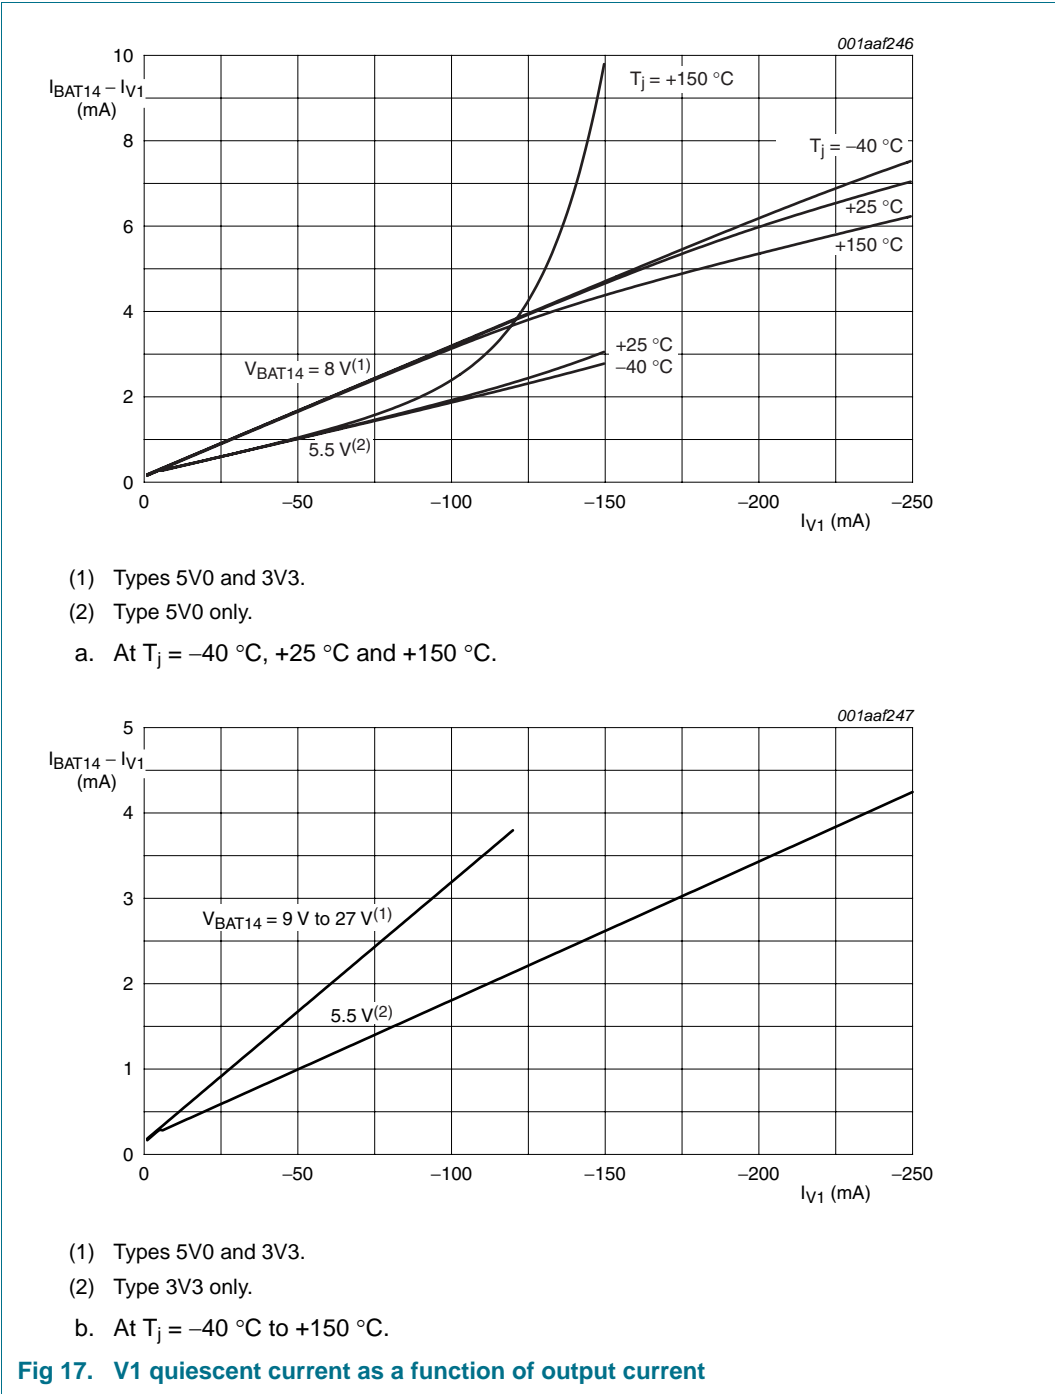 001aaf246
10
IBAT14 – IV1
(mA)
Tj = +150 °C
8
Tj = −40 °C
6
+25 °C
+150 °C
4
+25 °C
VBAT14 = 8 V(1)
−40 °C
2
5.5 V(2)
0
0 −50 −100 −150 −200 −250
IV1 (mA)
(1) Types 5V0 and 3V3.
(2) Type 5V0 only.
a. At Tj = −40 °C, +25 °C and +150 °C.
001aaf247
5
IBAT14 – IV1
(mA)
4
3
VBAT14 = 9 V to 27 V(1)
2
5.5 V(2)
1
0
0 −50 −100 −150 −200 −250
IV1 (mA)
(1) Types 5V0 and 3V3.
(2) Type 3V3 only.
b. At Tj = −40 °C to +150 °C.
Fig 17. V1 quiescent current as a function of output current